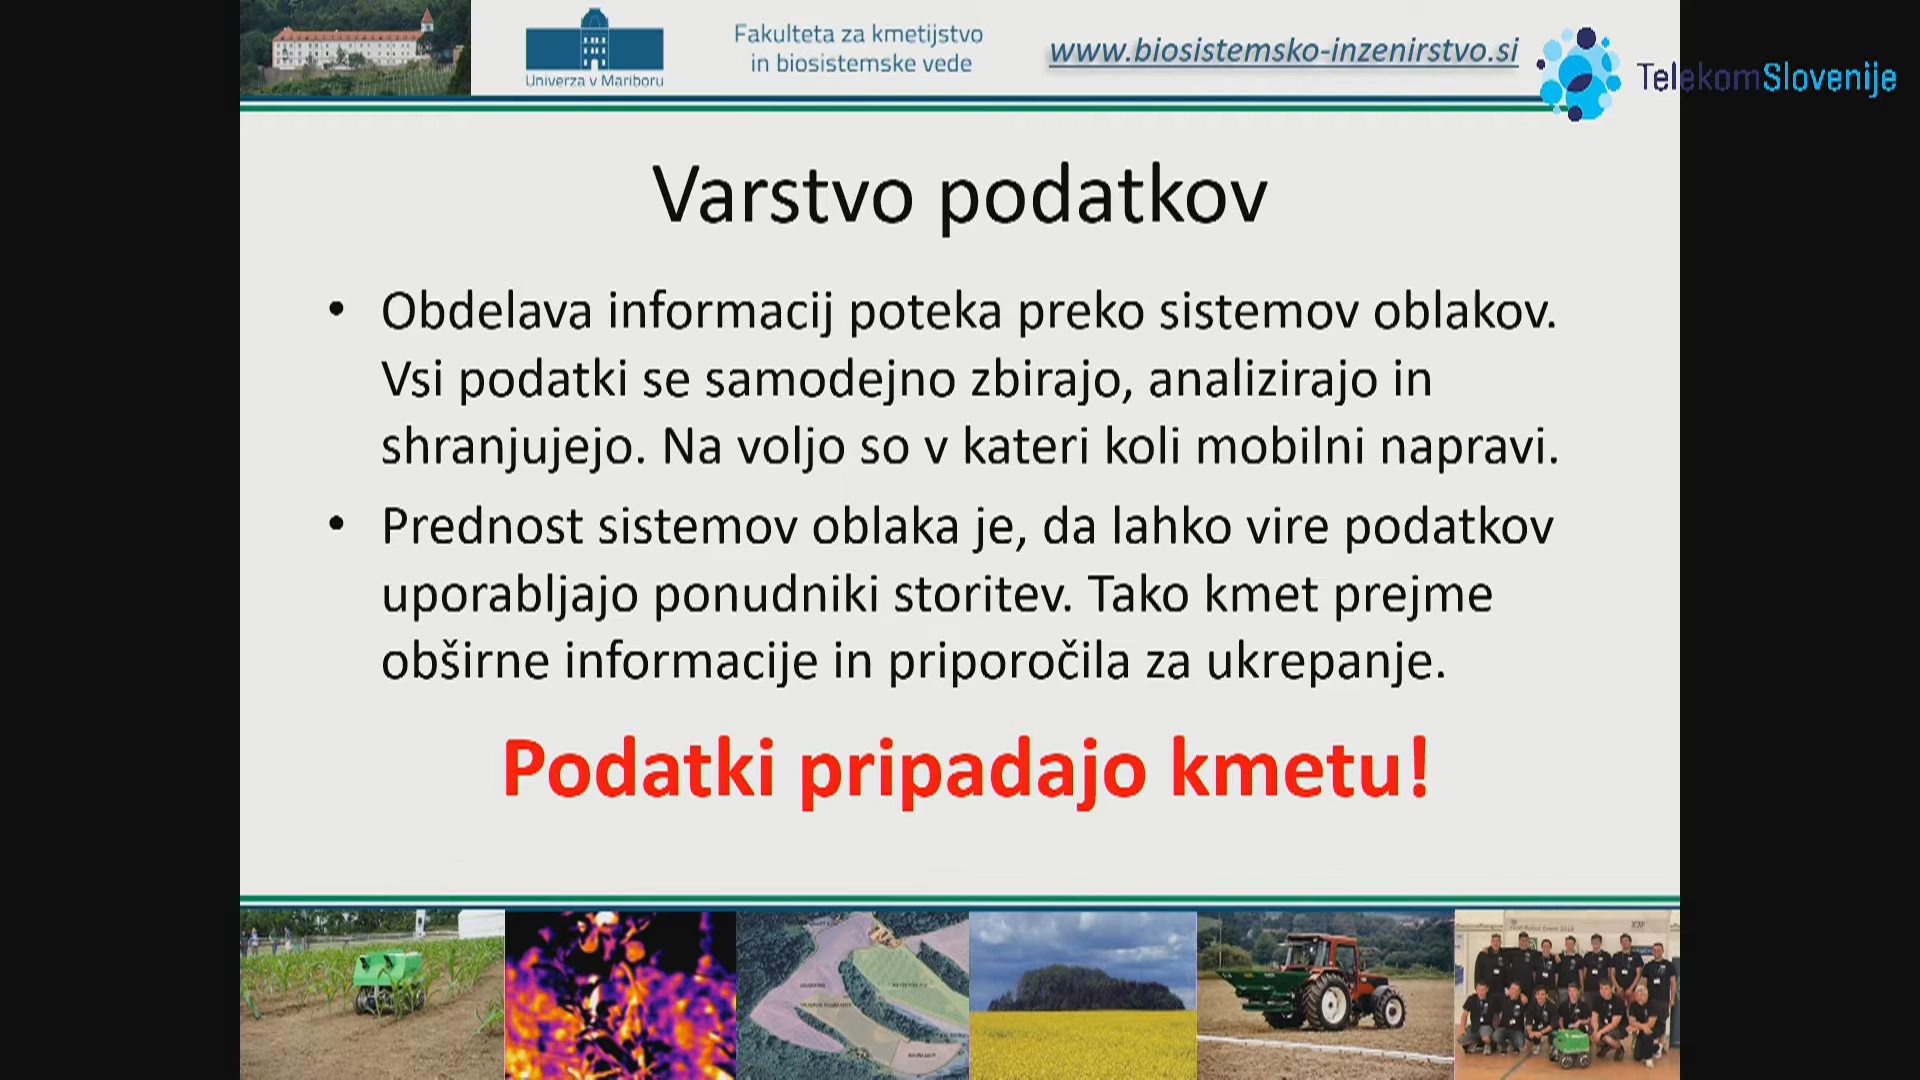 Univerza v Mariboru
Fakulteta za kmetijstvo
in biosistemske vede
www.biosistemsko-inzenirstvo.si
TelekomSlovenije
Varstvo podatkov
• Obdelava informacij poteka preko sistemov oblakov.
Vsi podatki se samodejno zbirajo, analizirajo in
shranjujejo. Na voljo so v kateri koli mobilni napravi.
• Prednost sistemov oblaka je, da lahko vire podatkov
uporabljajo ponudniki storitev. Tako kmet prejme
obširne informacije in priporočila za ukrepanje.
Podatki pripadajo kmetu!